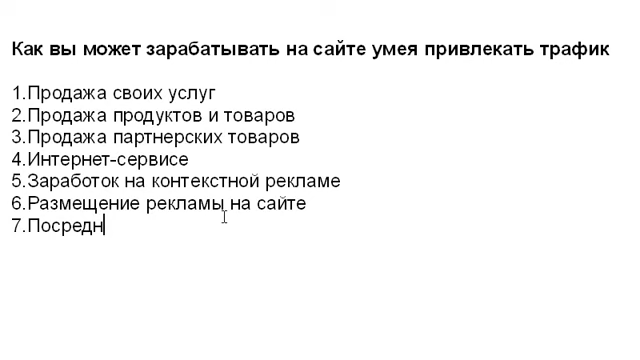 Как вы может зарабатывать на сайте умея привлекать трафик
1.Продажа своих услуг
2.Продажа продуктов и товаров
3.Продажа партнерских товаров
4.Интернет-сервисе
5.Заработок на контекстной рекламе
6.Размещение рекламы на сайте
7.Посредн